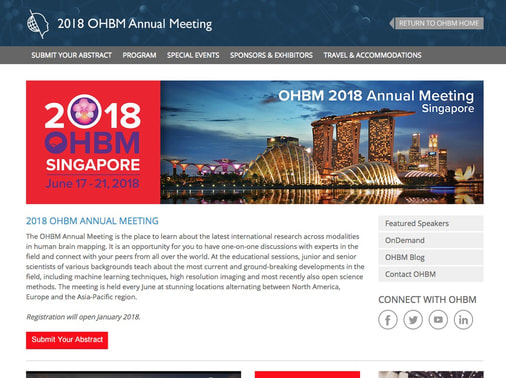 2018 OHBM Annual Meeting
RETURN TO OHBM HOME
SUBMIT YOUR ABSTRACT PROGRAM SPECIAL EVENTS SPONSORS & EXHIBITORS TRAVEL & ACCOMMODATIONS
2018
OHBM
SINGAPORE
June 17-21, 2018
OHBM 2018 Annual Meeting
Singapore
2018 OHBM ANNUAL MEETING
The OHBM Annual Meeting is the place to learn about the latest international research across modalities
in human brain mapping. It is an opportunity for you to have one-on-one discussions with experts in the
field and connect with your peers from all over the world. At the educational sessions, junior and senior
scientists of various backgrounds teach about the most current and ground-breaking developments in the
field, including machine learning techniques, high resolution imaging and most recently also open science
methods. The meeting is held every June at stunning locations alternating between North America,
Europe and the Asia-Pacific region.
Registration will open January 2018.
Submit Your Abstract
Featured Speakers
OnDemand
OHBM Blog
Contact OHBM
CONNECT WITH OHBM